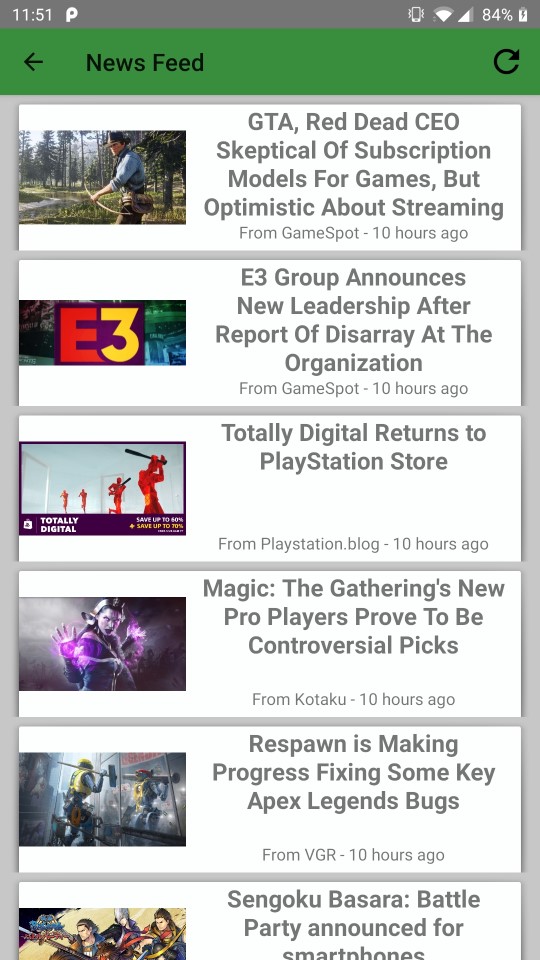 11:51
84%
News Feed
GTA, Red Dead CEO
Skeptical Of Subscription
Models For Games, But
Optimistic About Streaming
From GameSpot - 10 hours ago
E3
E3 Group Announces
New Leadership After
Report Of Disarray At The
Organization
From GameSpot - 10 hours ago
Totally Digital Returns to
PlayStation Store
TOTALLY
DIGITAL
SAVE UP TO 60%
SAVE UP TO 70%
From Playstation.blog - 10 hours ago
Magic: The Gathering's New
Pro Players Prove To Be
Controversial Picks
From Kotaku - 10 hours ago
Respawn is Making
Progress Fixing Some Key
Apex Legends Bugs
From VGR - 10 hours ago
Sengoku Basara: Battle
Party announced for
smartphones